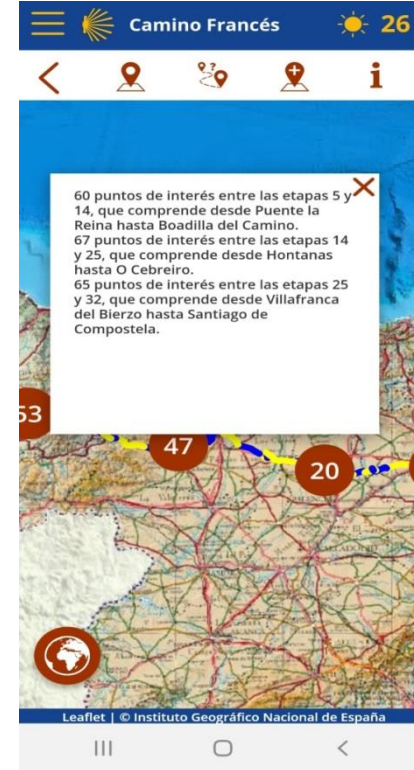 Camino Francés
26
60 puntos de interés entre las etapas 5 y
14, que comprende desde Puente la
Reina hasta Boadilla del Camino.
67 puntos de interés entre las etapas 14
y 25, que comprende desde Hontanas
hasta O Cebreiro.
65 puntos de interés entre las etapas 25
y 32, que comprende desde Villafranca
del Bierzo hasta Santiago de
Compostela.
53
47
20
Leaflet | © Instituto Geográfico Nacional de España